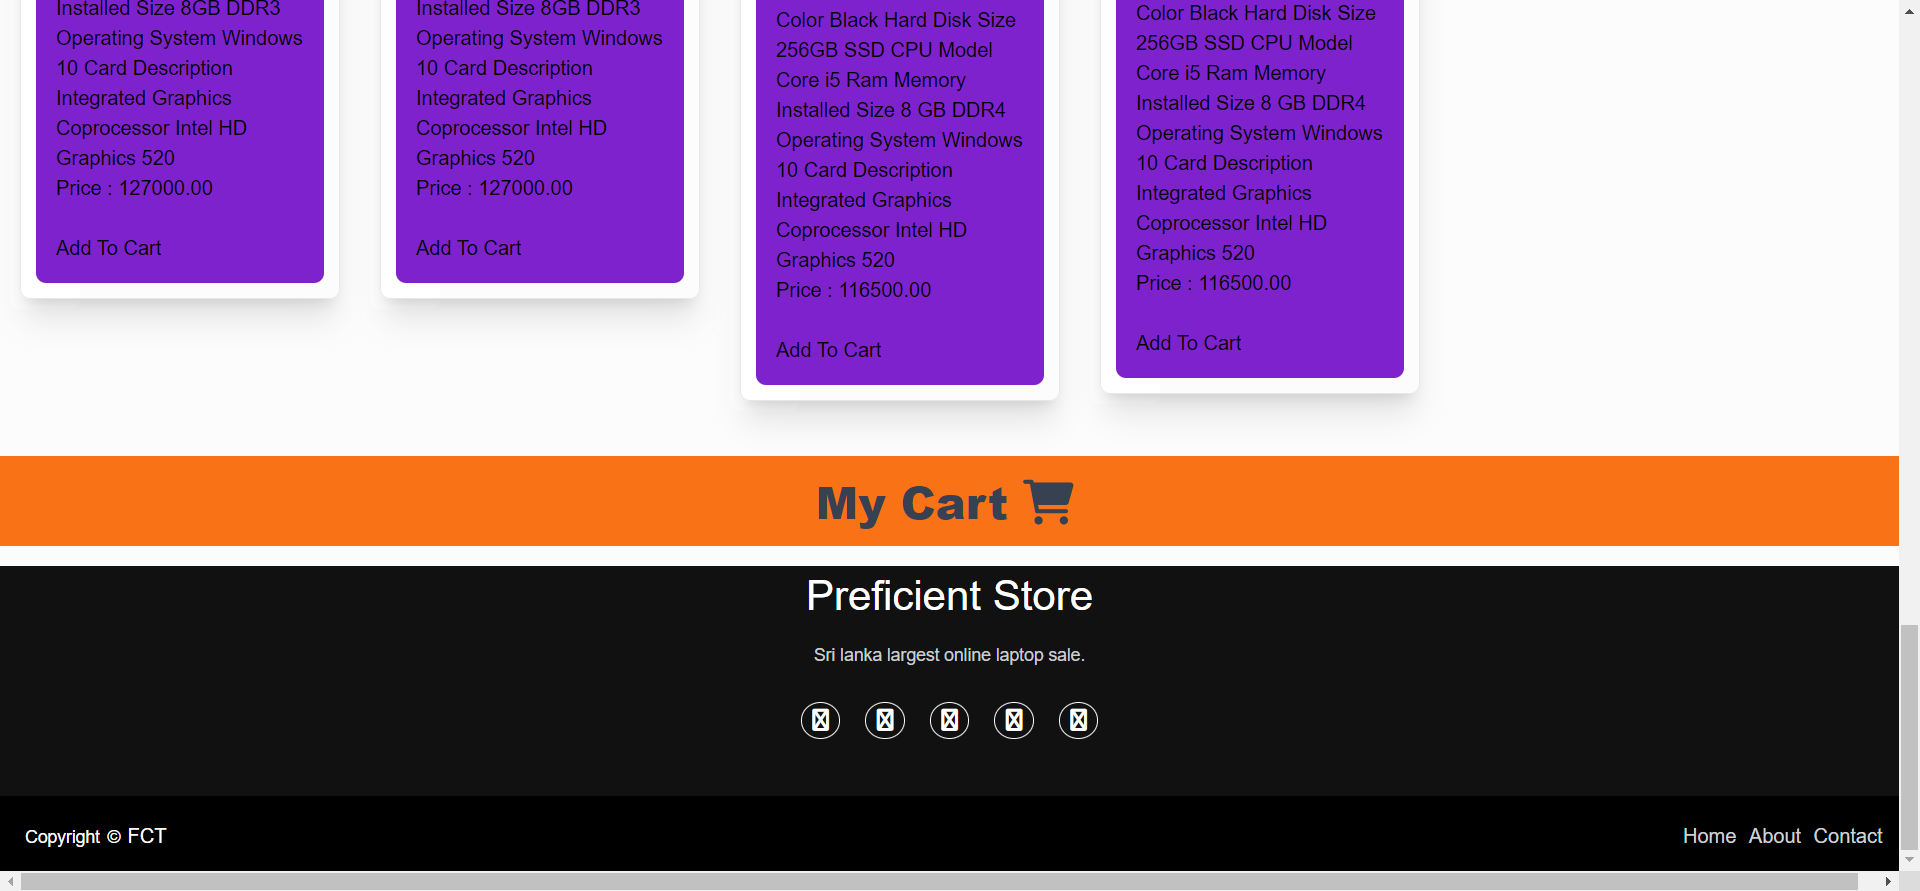 Installed Size 8GB DDR3
Operating System Windows
10 Card Description
Integrated Graphics
Coprocessor Intel HD
Graphics 520
Price : 127000.00
Add To Cart
Installed Size 8GB DDR3
Operating System Windows
10 Card Description
Integrated Graphics
Coprocessor Intel HD
Graphics 520
Price : 127000.00
Add To Cart
Color Black Hard Disk Size
256GB SSD CPU Model
Core i5 Ram Memory
Installed Size 8 GB DDR4
Operating System Windows
10 Card Description
Integrated Graphics
Coprocessor Intel HD
Graphics 520
Price : 116500.00
Add To Cart
Color Black Hard Disk Size
256GB SSD CPU Model
Core i5 Ram Memory
Installed Size 8 GB DDR4
Operating System Windows
10 Card Description
Integrated Graphics
Coprocessor Intel HD
Graphics 520
Price : 116500.00
Add To Cart
My Cart
Preficient Store
Sri lanka largest online laptop sale.
Copyright © FCT
Home About Contact